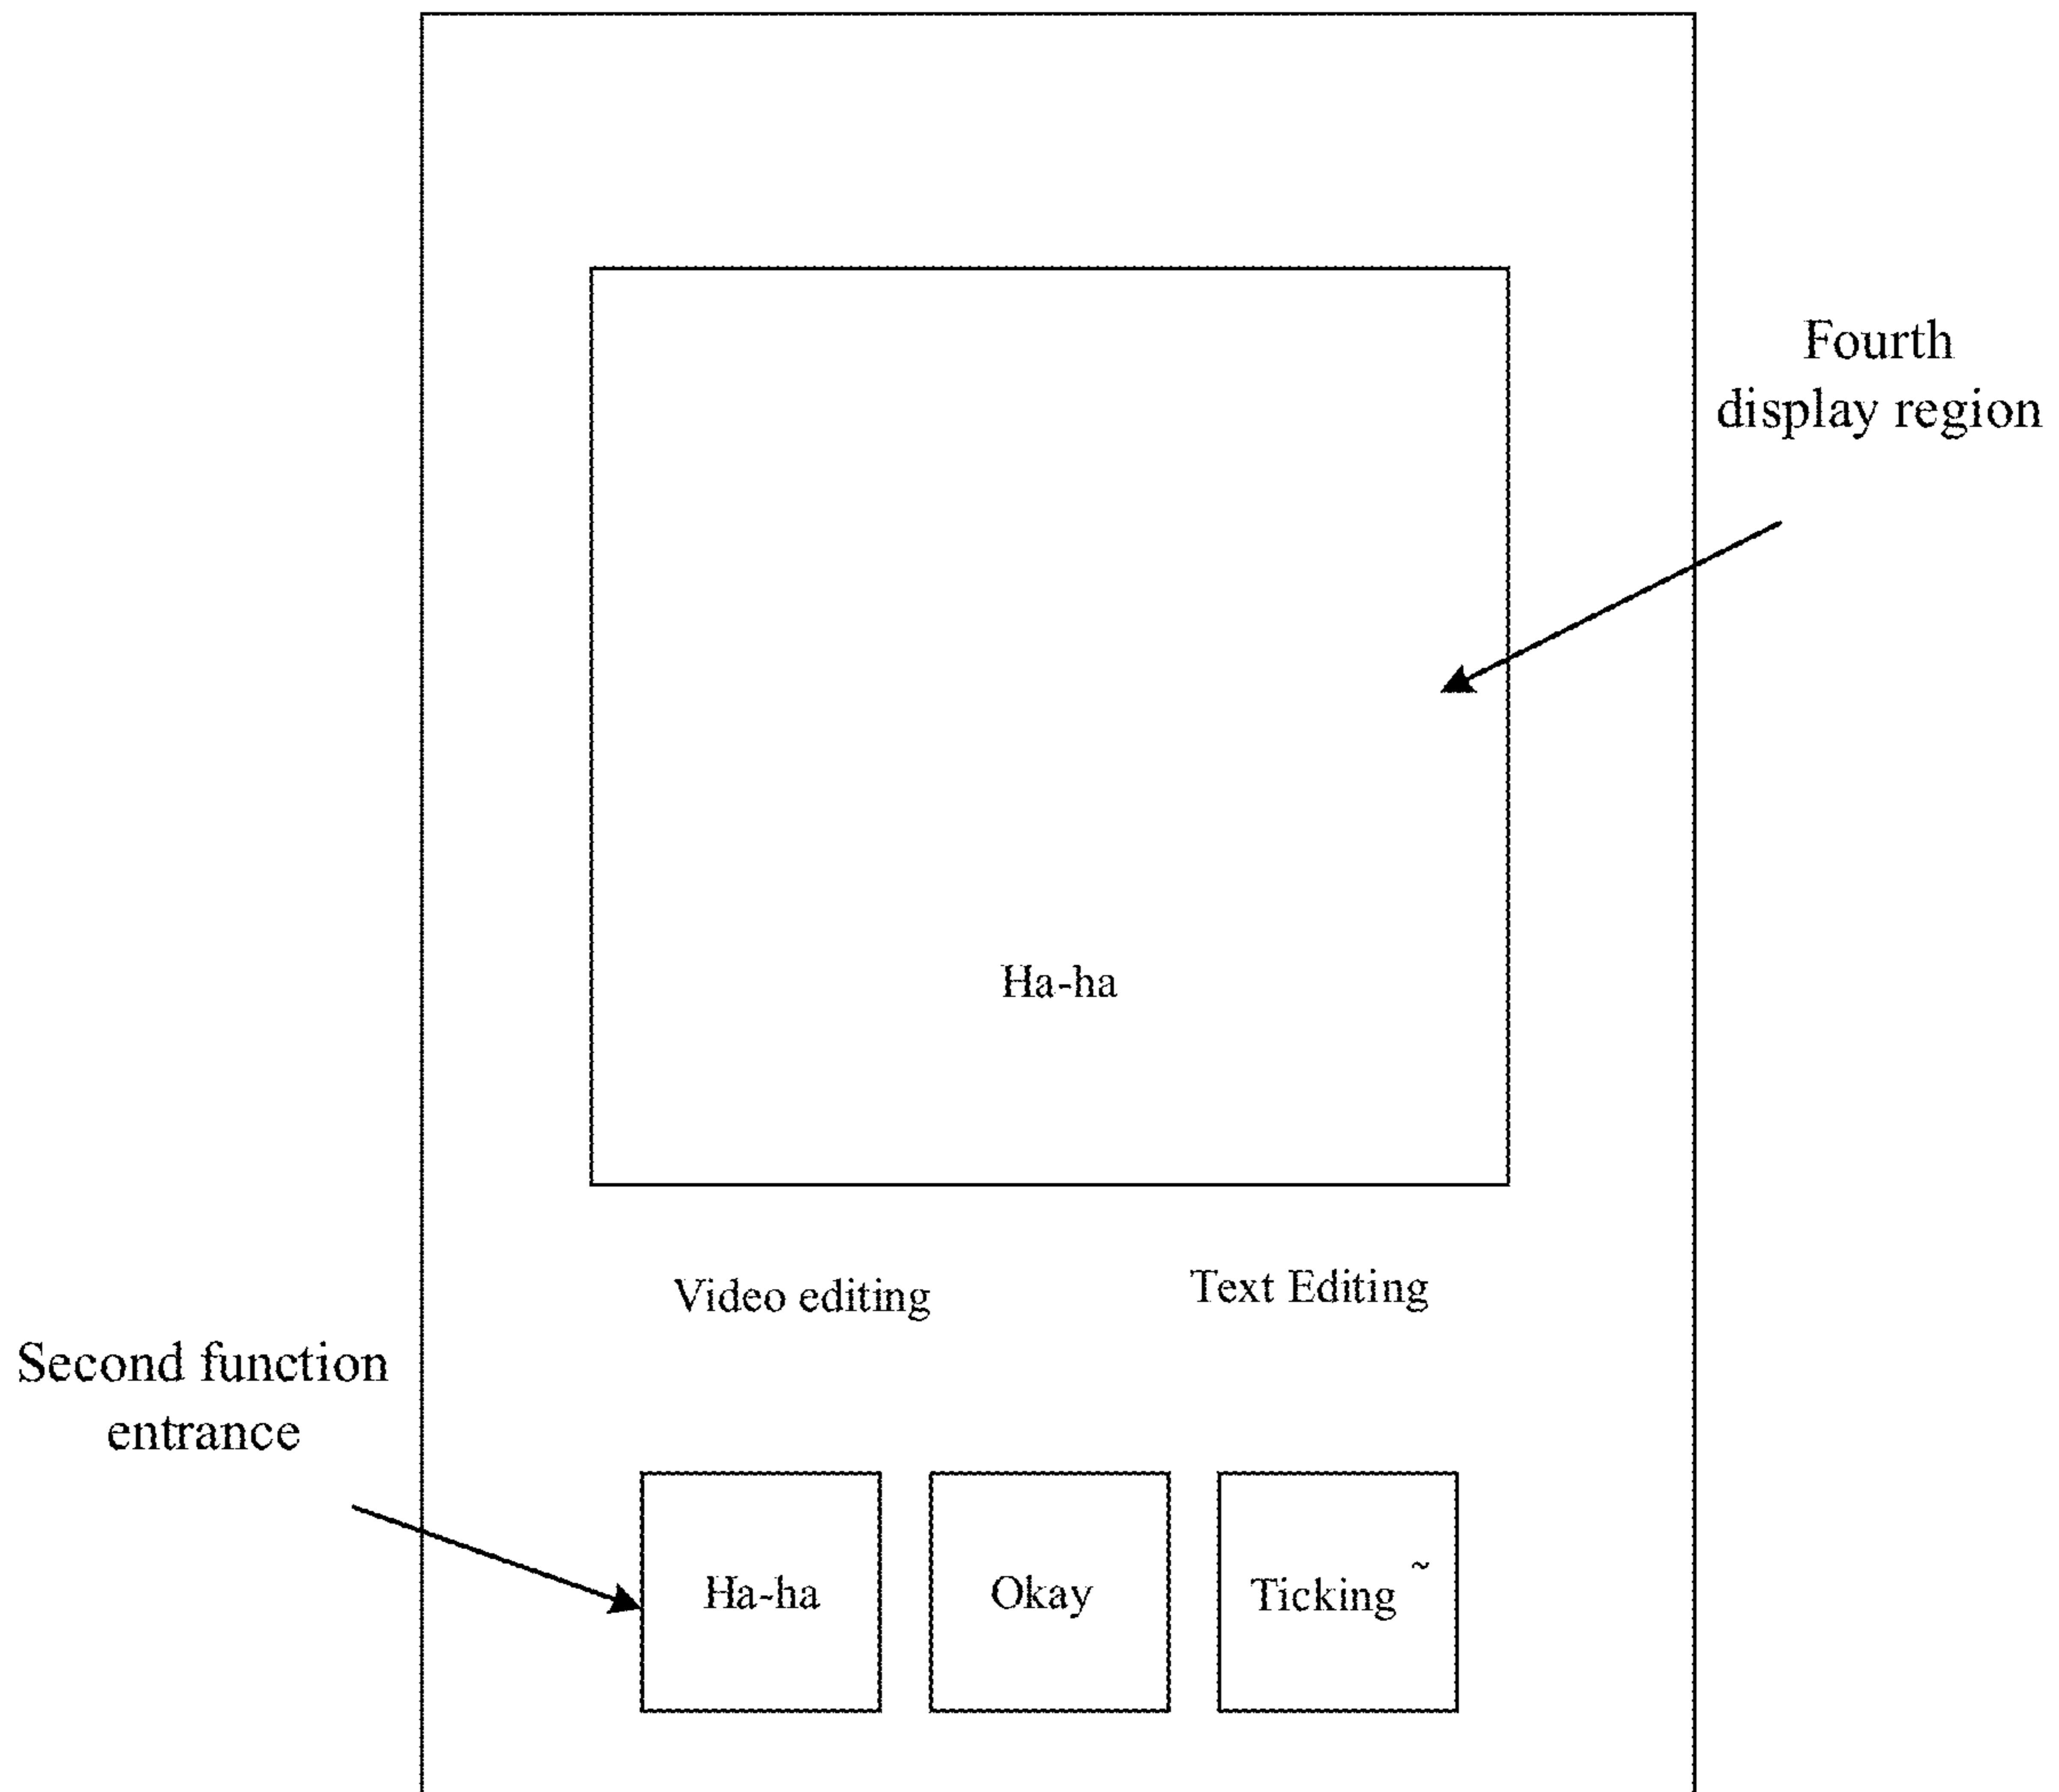 Fourth
display region
Ha-ha
Video editing
Text Editing
Second function
entrance
Ha-ha
Okay
Ticking ~